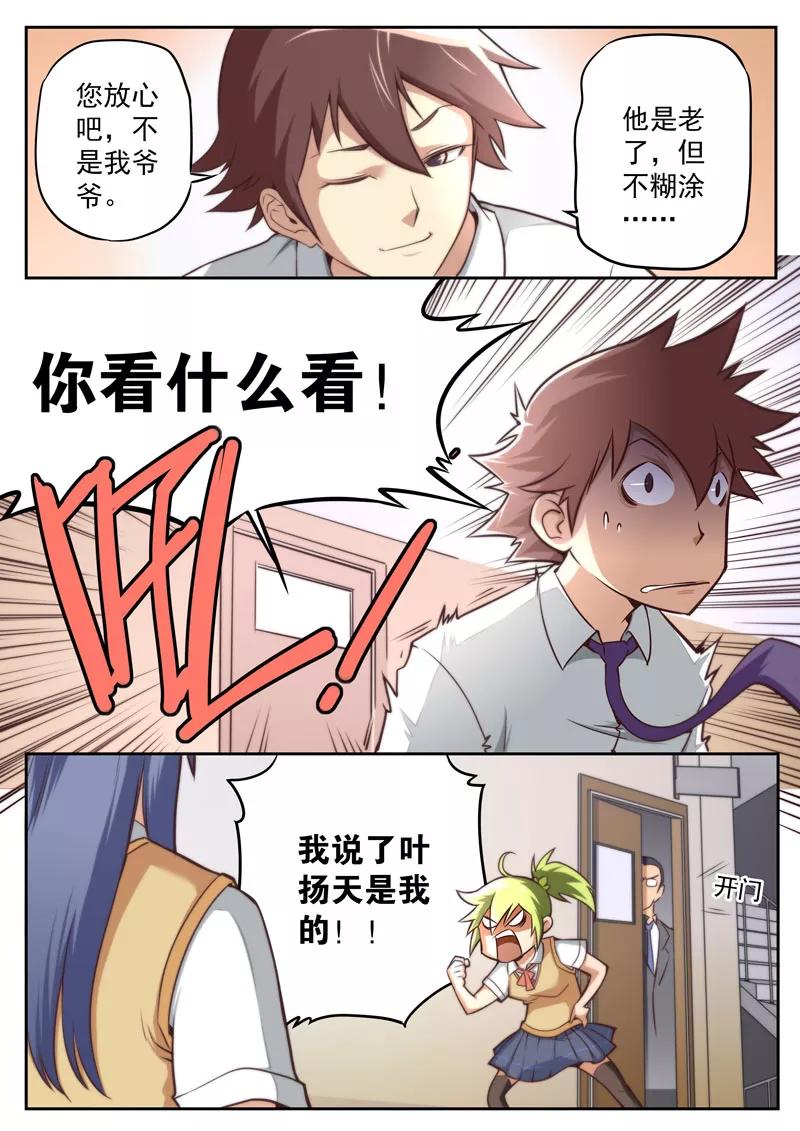 您放心
吧，不
是我爷
爷。
他是老
了，但
不糊涂
……
你看什么看！
吼！
我说了叶
扬天是我
的！！
开门